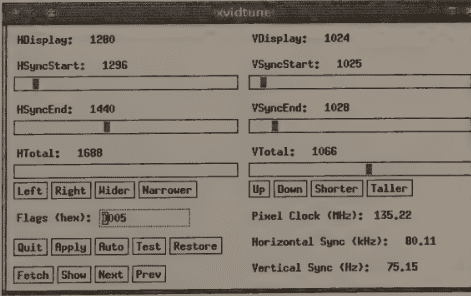 xvidtune
HDisplay: 1280
VDisplay: 1024
HSyncStart: 1296
VSyncStart: 1025
HSyncEnd: 1440
VSyncEnd: 1028
HTotal: 1688
VTotal: 1066
Left Right Wider Narrower
Up Down Shorter Taller
Flags (hex): 0005
Pixel Clock (MHz): 135.22
Quit Apply Auto Test Restore
Horizontal Sync (kHz): 80.11
Fetch Show Next Prev
Vertical Sync (Hz): 75.15